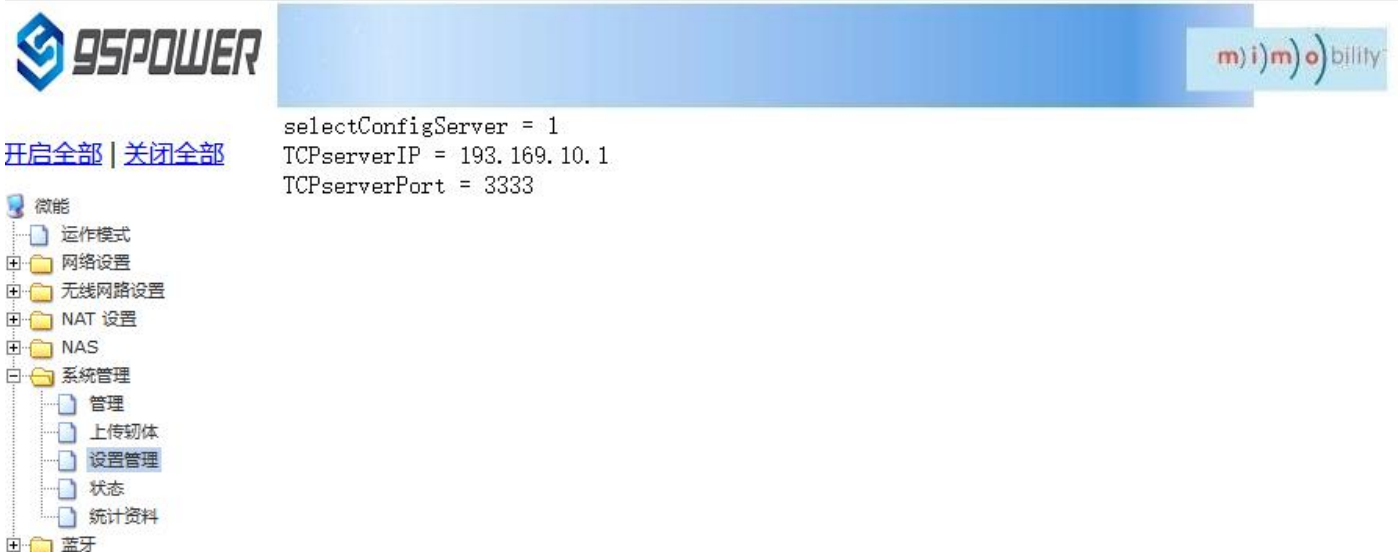 95POWER
m)i)m)o)bility
开启全部 | 关闭全部
selectConfigServer = 1
TCPserverIP = 193.169.10.1
TCPserverPort = 3333
微能
运作模式
网络设置
无线网路设置
NAT 设置
NAS
系统管理
管理
上传轫体
设置管理
状态
统计资料
蓝牙